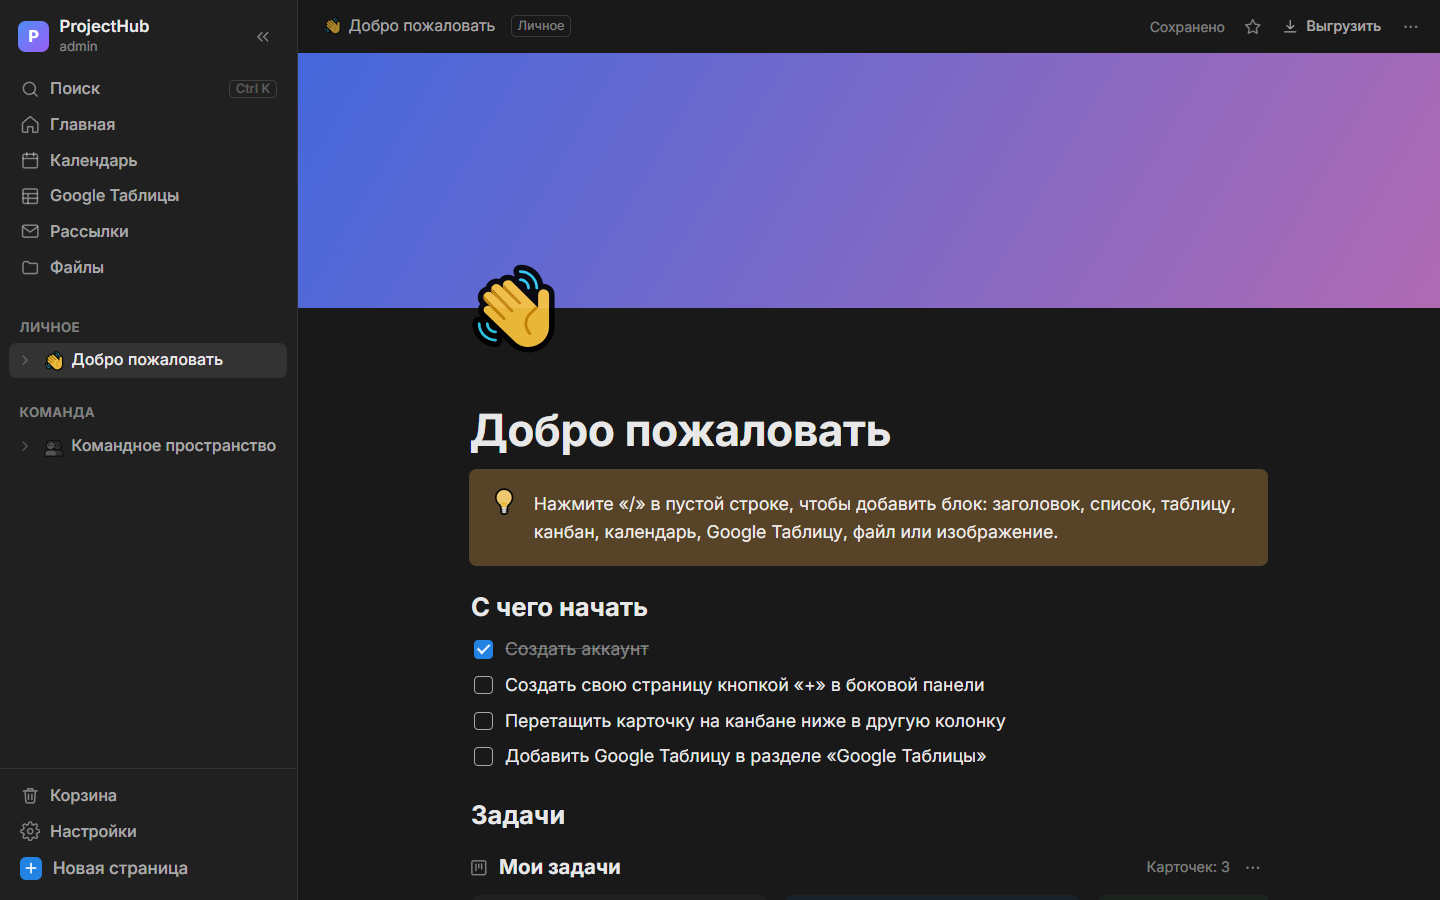 P
ProjectHub
admin
Поиск
Ctrl K
Главная
Календарь
Google Таблицы
Рассылки
Файлы
ЛИЧНОЕ
Добро пожаловать
КОМАНДА
Командное пространство
Корзина
Настройки
Новая страница
Добро пожаловать
Личное
Сохранено
Выгрузить
Добро пожаловать
Нажмите «/» в пустой строке, чтобы добавить блок: заголовок, список, таблицу,
канбан, календарь, Google Таблицу, файл или изображение.
С чего начать
Создать аккаунт
Создать свою страницу кнопкой «+» в боковой панели
Перетащить карточку на канбане ниже в другую колонку
Добавить Google Таблицу в разделе «Google Таблицы»
Задачи
Мои задачи
Карточек: 3